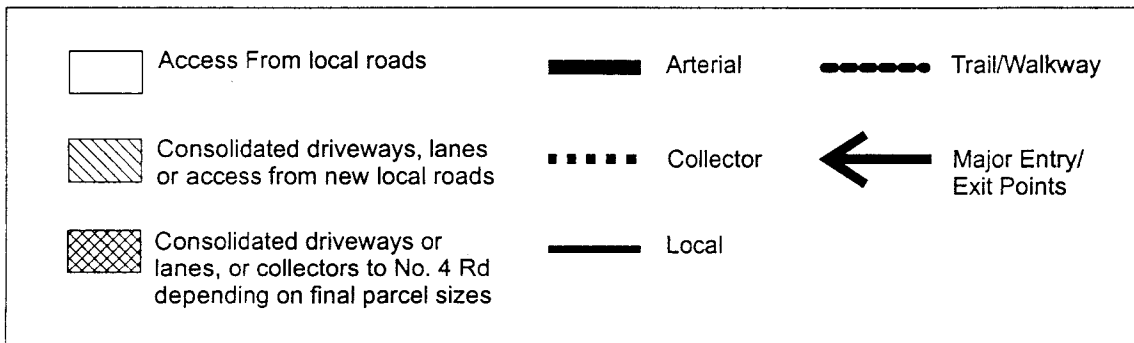 Access From local roads
Consolidated driveways, lanes
or access from new local roads
Consolidated driveways or
lanes, or collectors to No. 4 Rd
depending on final parcel sizes
Arterial
Collector
Local
Trail/Walkway
Major Entry/
Exit Points